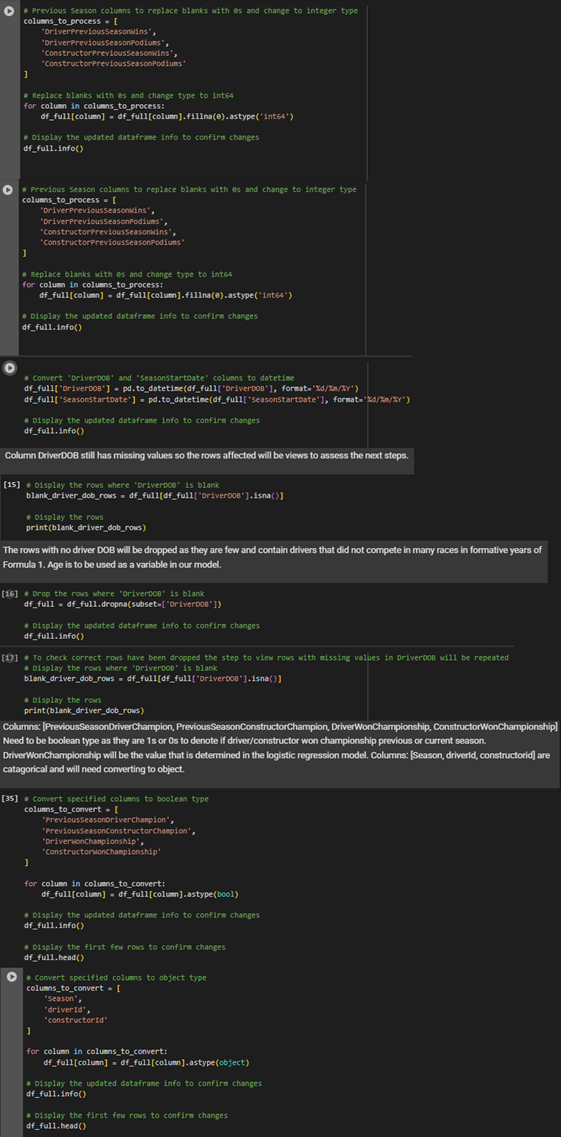 # Previous Season columns to replace blanks with 0s and change to integer type
columns_to_process = [
    'DriverPreviousSeasonWins',
    'DriverPreviousSeasonPodiums',
    'ConstructorPreviousSeasonWins',
    'ConstructorPreviousSeasonPodiums'
]

# Replace blanks with 0s and change type to int64
for column in columns_to_process:
    df_full[column] = df_full[column].fillna(0).astype('int64')

# Display the updated dataframe info to confirm changes
df_full.info()

# Previous Season columns to replace blanks with 0s and change to integer type
columns_to_process = [
    'DriverPreviousSeasonWins',
    'DriverPreviousSeasonPodiums',
    'ConstructorPreviousSeasonWins',
    'ConstructorPreviousSeasonPodiums'
]

# Replace blanks with 0s and change type to int64
for column in columns_to_process:
    df_full[column] = df_full[column].fillna(0).astype('int64')

# Display the updated dataframe info to confirm changes
df_full.info()

# Convert 'DriverDOB' and 'SeasonStartDate' columns to datetime
df_full['DriverDOB'] = pd.to_datetime(df_full['DriverDOB'], format='%d/%m/%Y')
df_full['SeasonStartDate'] = pd.to_datetime(df_full['SeasonStartDate'], format='%d/%m/%Y')

# Display the updated dataframe info to confirm changes
df_full.info()

Column DriverDOB still has missing values so the rows affected will be views to assess the next steps.

[15] # Display the rows where 'DriverDOB' is blank
blank_driver_dob_rows = df_full[df_full['DriverDOB'].isna()]

# Display the rows
print(blank_driver_dob_rows)

The rows with no driver DOB will be dropped as they are few and contain drivers that did not compete in many races in formative years of
Formula 1. Age is to be used as a variable in our model.

[16] # Drop the rows where 'DriverDOB' is blank
df_full = df_full.dropna(subset=['DriverDOB'])

# Display the updated dataframe info to confirm changes
df_full.info()

[17] # To check correct rows have been dropped the step to view rows with missing values in DriverDOB will be repeated
# Display the rows where 'DriverDOB' is blank
blank_driver_dob_rows = df_full[df_full['DriverDOB'].isna()]

# Display the rows
print(blank_driver_dob_rows)

Columns: [PreviousSeasonDriverChampion, PreviousSeasonConstructorChampion, DriverWonChampionship, ConstructorWonChampionship]
Need to be boolean type as they are 1s or 0s to denote if driver/constructor won championship previous or current season.
DriverWonChampionship will be the value that is determined in the logistic regression model. Columns: [Season, driverId, constructorid] are
catagorical and will need converting to object.

[35] # Convert specified columns to boolean type
columns_to_convert = [
    'PreviousSeasonDriverChampion',
    'PreviousSeasonConstructorChampion',
    'DriverWonChampionship',
    'ConstructorWonChampionship'
]

for column in columns_to_convert:
    df_full[column] = df_full[column].astype(bool)

# Display the updated dataframe info to confirm changes
df_full.info()

# Display the first few rows to confirm changes
df_full.head()

# Convert specified columns to object type
columns_to_convert = [
    'Season',
    'driverId',
    'constructorId'
]

for column in columns_to_convert:
    df_full[column] = df_full[column].astype(object)

# Display the updated dataframe info to confirm changes
df_full.info()

# Display the first few rows to confirm changes
df_full.head()